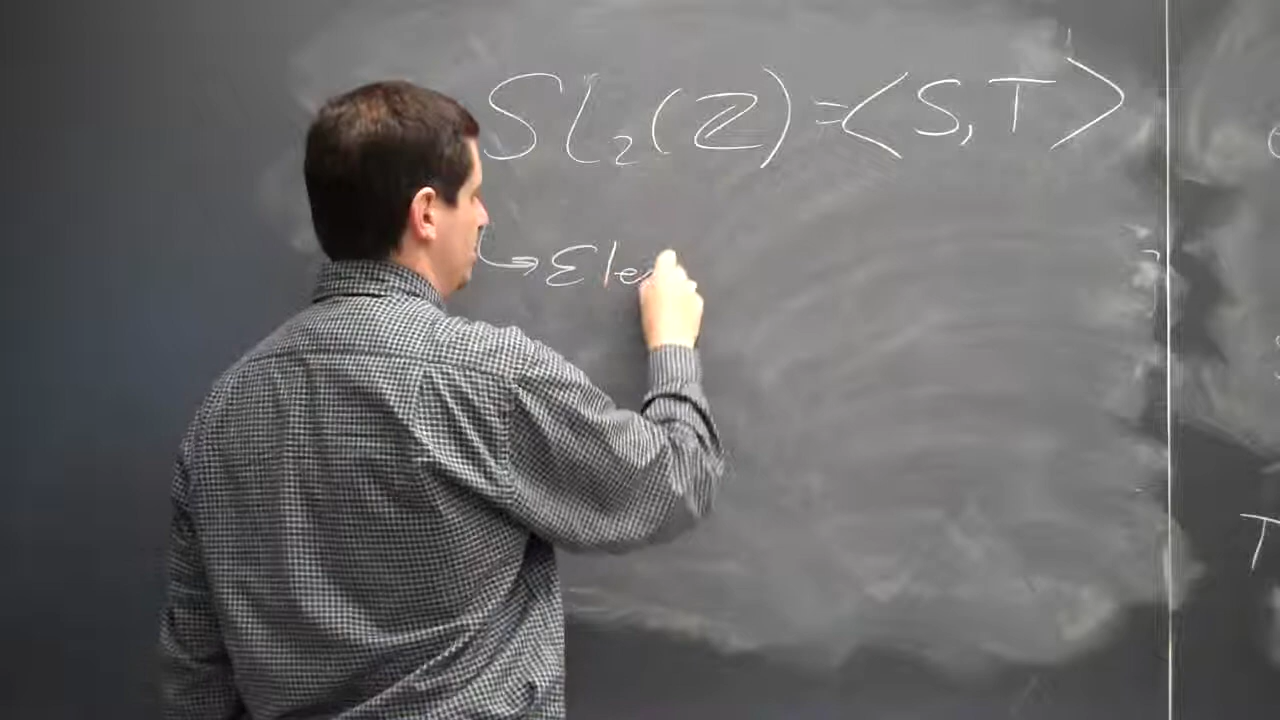 SL₂(ℤ) = <S, T>
↳ Ele
T